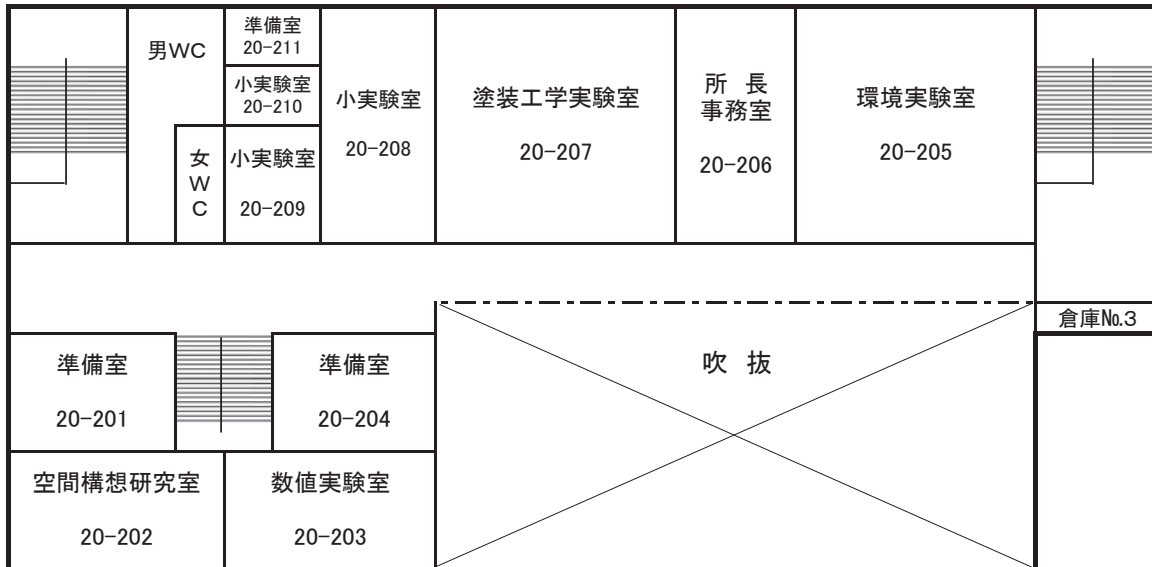 男WC
準備室
20-211
小実験室
20-210
女
W
C
小実験室
20-209
小実験室
20-208
塗装工学実験室
20-207
所 長
事務室
20-206
環境実験室
20-205
倉庫№3
準備室
20-201
準備室
20-204
吹 抜
空間構想研究室
20-202
数値実験室
20-203